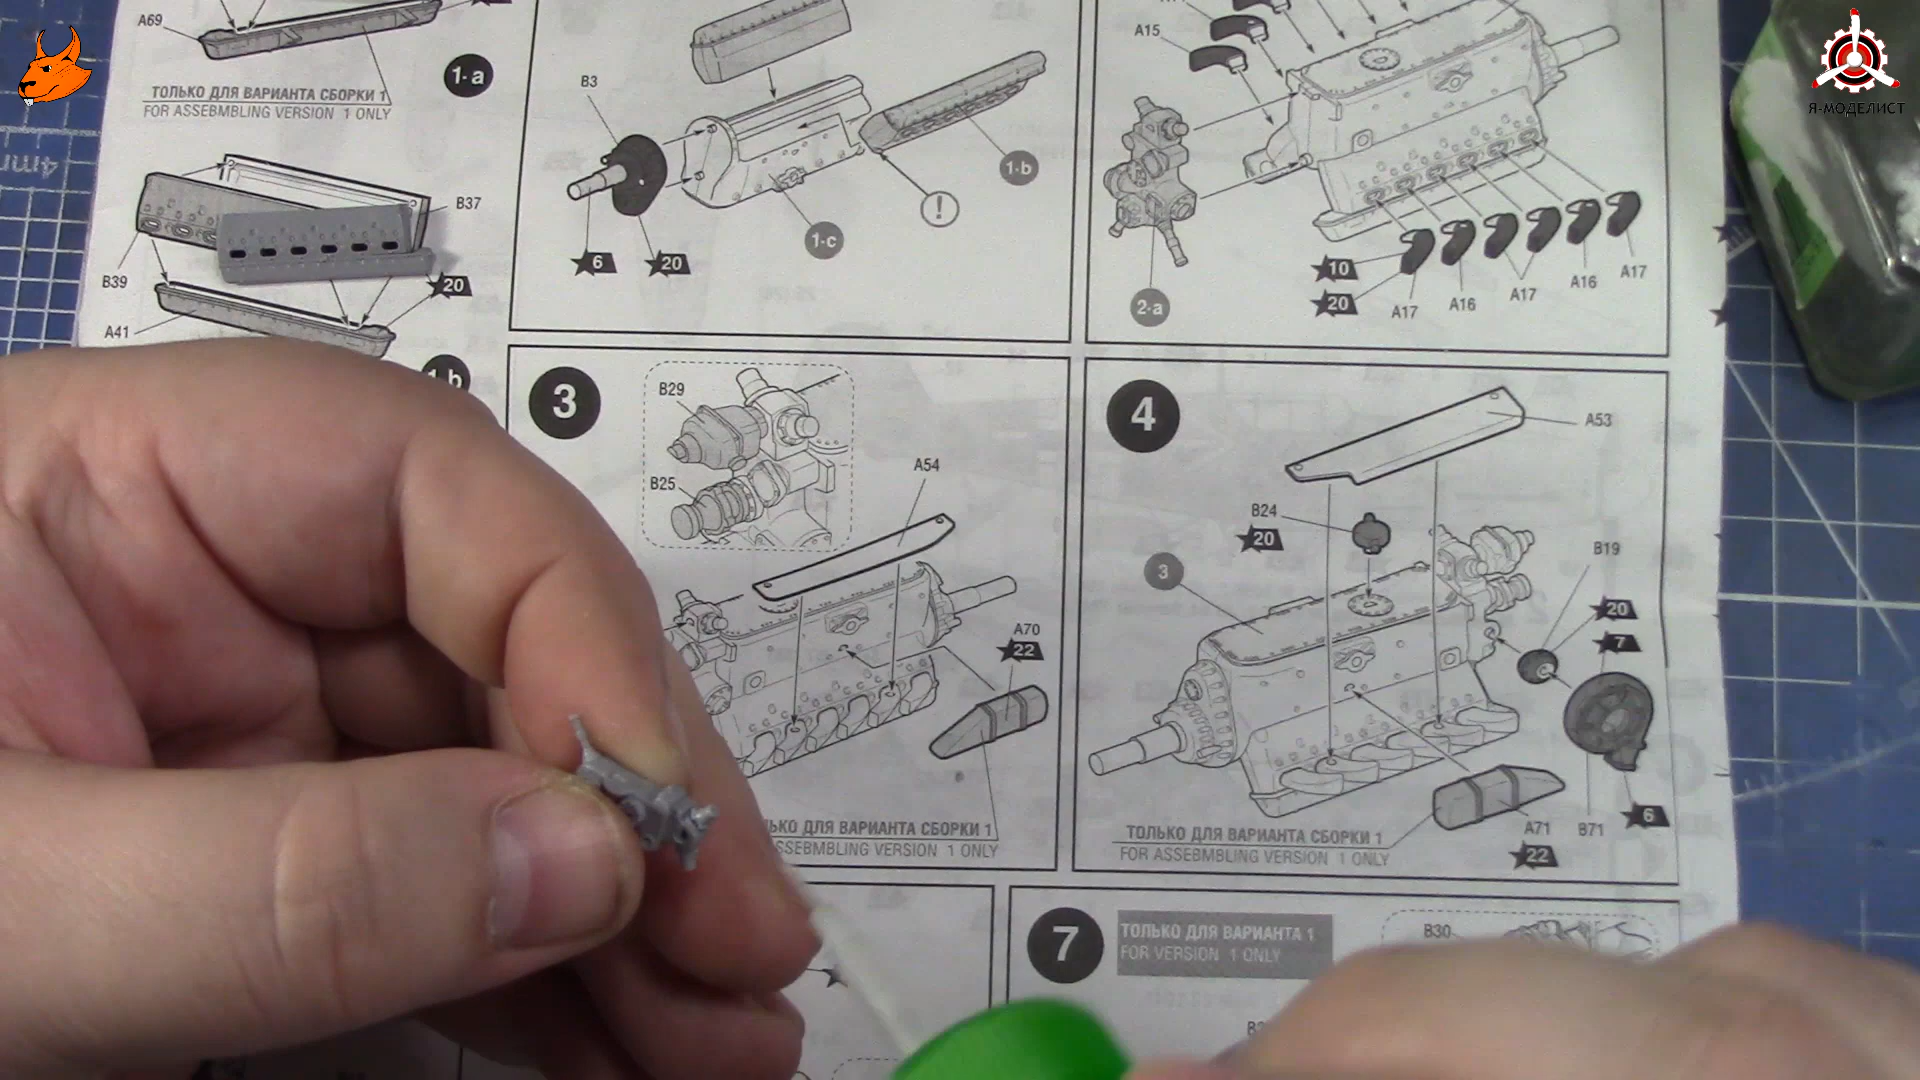 A69
1-a
ТОЛЬКО ДЛЯ ВАРИАНТА СБОРКИ 1
FOR ASSEBMBLING VERSION 1 ONLY
B37
B39
20
A41
1-b
B3
1-b
!
1-c
6
20
A15
10
20
2-a
A17
A16
A17
A16
A17
3
B29
B25
A54
A70
22
ЬКО ДЛЯ ВАРИАНТА СБОРКИ 1
SSEBMBLING VERSION 1 ONLY
4
A53
B24
20
3
B19
20
7
6
A71
B71
22
ТОЛЬКО ДЛЯ ВАРИАНТА СБОРКИ 1
FOR ASSEBMBLING VERSION 1 ONLY
7
ТОЛЬКО ДЛЯ ВАРИАНТА 1
FOR VERSION 1 ONLY
B30
Я-МОДЕЛИСТ
4mm